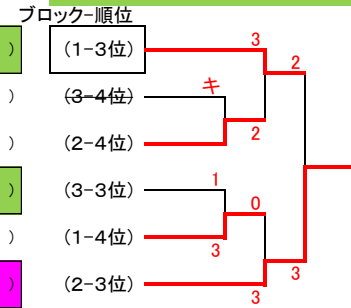 ブロック-順位
) (1-3位) 3
2
) (3-4位) キ
2
) (2-4位)
) (3-3位) 1
0
) (1-4位) 3
3
) (2-3位) 3